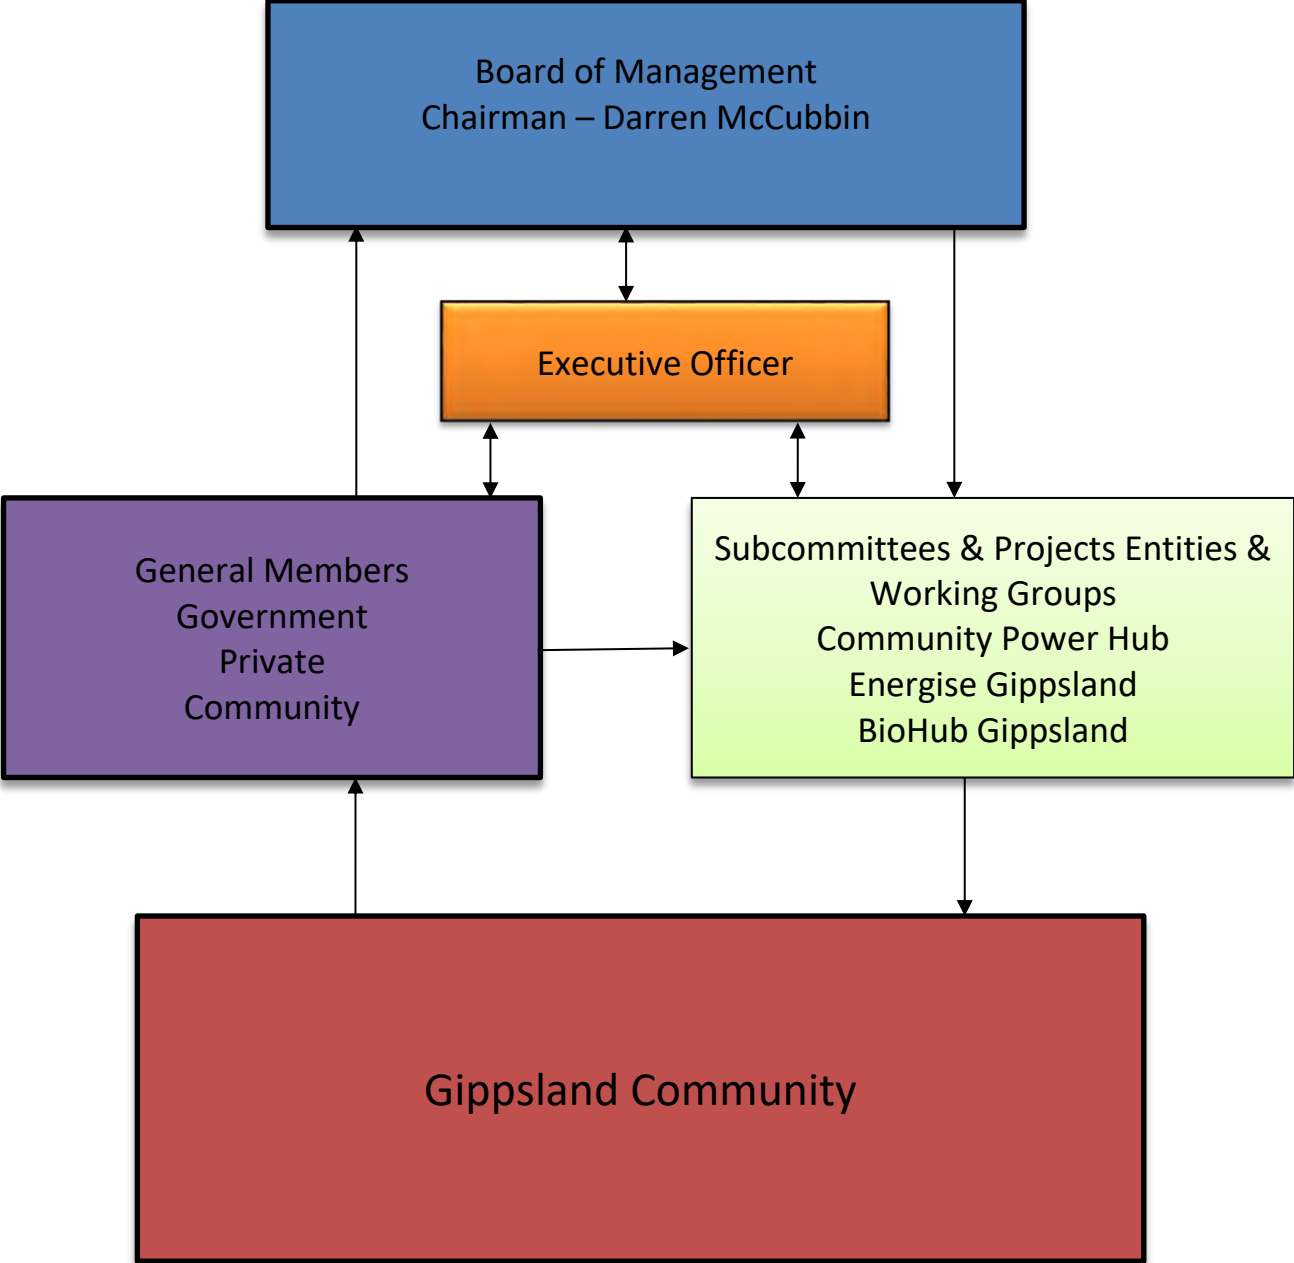 Board of Management
Chairman – Darren McCubbin
Executive Officer
General Members
Government
Private
Community
Subcommittees & Projects Entities &
Working Groups
Community Power Hub
Energise Gippsland
BioHub Gippsland
Gippsland Community